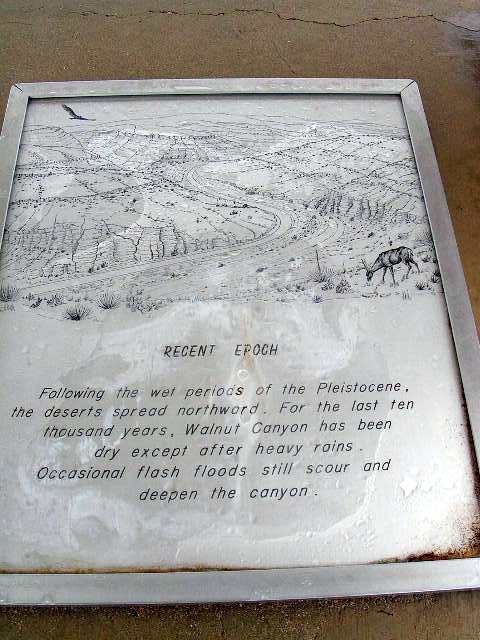 RECENT EPOCH
Following the wet periods of the Pleistocene,
the deserts spread northward. For the last ten
thousand years, Walnut Canyon has been
dry except after heavy rains.
Occasional flash floods still scour and
deepen the canyon.